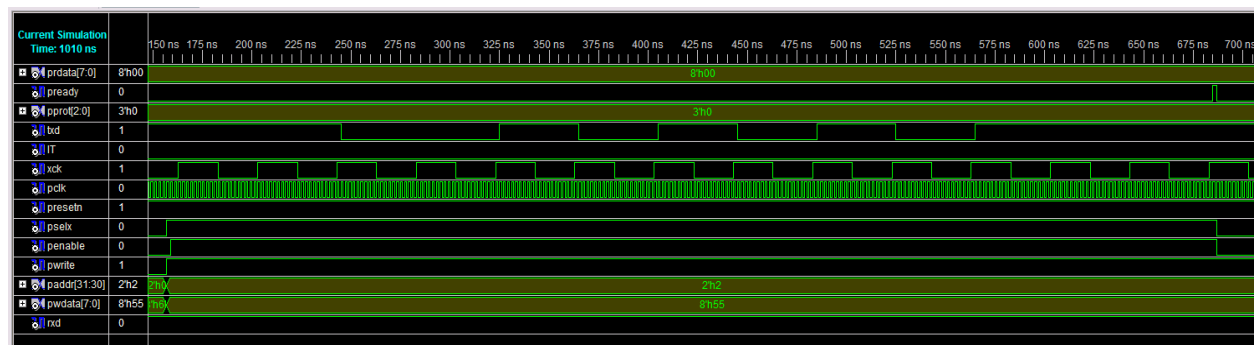 Current Simulation
Time: 1010 ns
150 ns 175 ns 200 ns 225 ns 250 ns 275 ns 300 ns 325 ns 350 ns 375 ns 400 ns 425 ns 450 ns 475 ns 500 ns 525 ns 550 ns 575 ns 600 ns 625 ns 650 ns 675 ns 700 ns
prdata[7:0] 8'h00 8'h00
pready 0
pprot[2:0] 3'h0 3'h0
txd 1
IT 0
xck 1
pclk 0
presetn 1
pselx 0
penable 0
pwrite 1
paddr[31:30] 2'h2 2'h0 2'h2
pwdata[7:0] 8'h55 8'h55
rxd 0